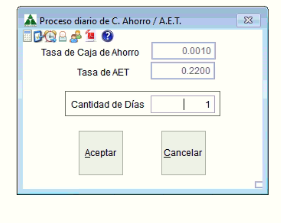 Proceso diario de C. Ahorro / A.E.T.
Tasa de Caja de Ahorro 0.0010
Tasa de AET 0.2200
Cantidad de Días 1
Aceptar Cancelar